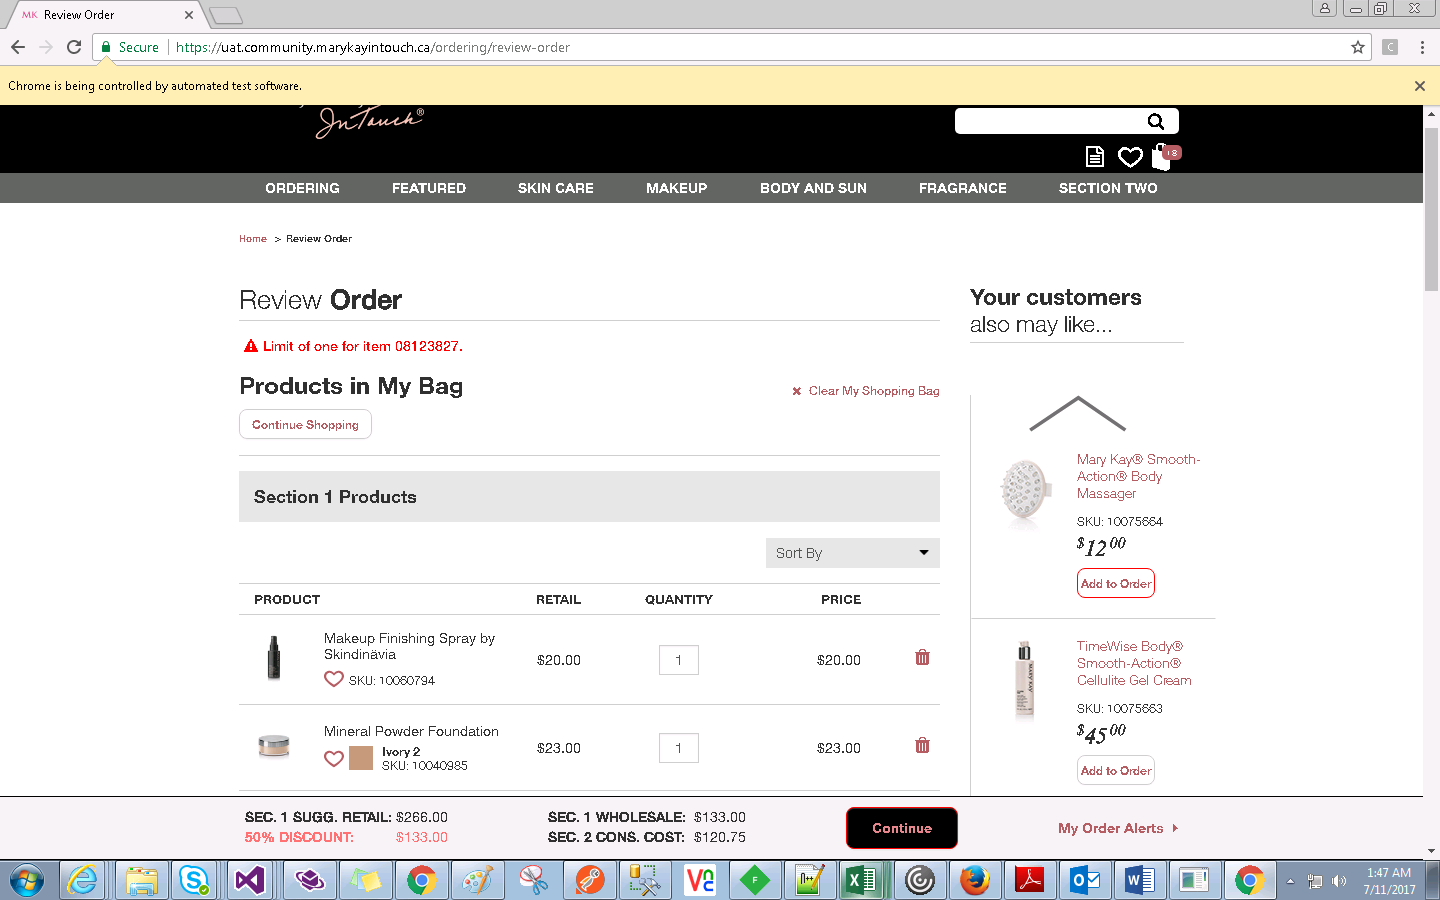 MK Review Order
Secure https://uat.community.marykayintouch.ca/ordering/review-order
Chrome is being controlled by automated test software.
InTouch®
+8
ORDERING FEATURED SKIN CARE MAKEUP BODY AND SUN FRAGRANCE SECTION TWO
Home > Review Order
Review Order
Limit of one for item 08123827.
Products in My Bag
Clear My Shopping Bag
Continue Shopping
Section 1 Products
Sort By
PRODUCT RETAIL QUANTITY PRICE
Makeup Finishing Spray by
Skindinävia
SKU: 10060794
$20.00 1 $20.00
Mineral Powder Foundation
Ivory 2
SKU: 10040985
$23.00 1 $23.00
Your customers
also may like...
Mary Kay® Smooth-
Action® Body
Massager
SKU: 10075664
$12 00
Add to Order
TimeWise Body®
Smooth-Action®
Cellulite Gel Cream
SKU: 10075663
$45 00
Add to Order
SEC. 1 SUGG. RETAIL: $266.00 SEC. 1 WHOLESALE: $133.00
50% DISCOUNT: $133.00 SEC. 2 CONS. COST: $120.75
Continue
My Order Alerts
1:47 AM
7/11/2017